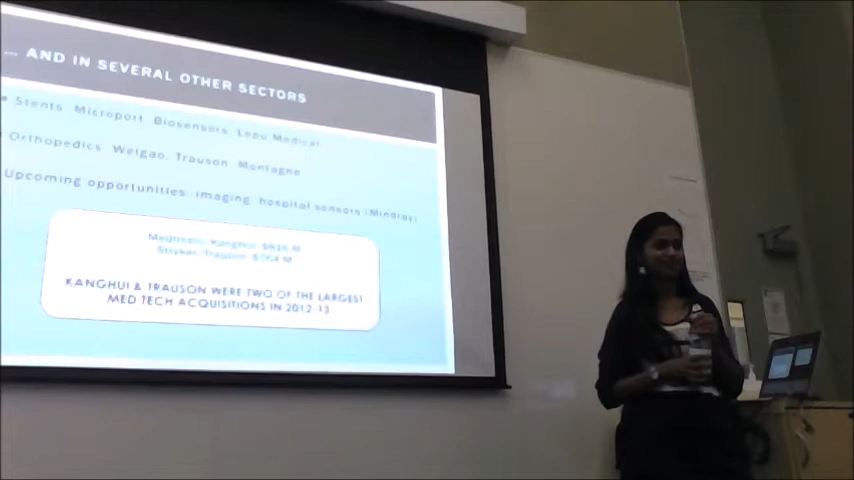 ... AND IN SEVERAL OTHER SECTORS
Stents: Microport, Biosensors, Lepu Medical
Orthopedics: Weigao, Trauson, Montagne
Upcoming opportunities: imaging, hospital sensors (Mindray)
Medtronic- Kanghui: $816 M
Stryker- Trauson: $764 M
KANGHUI & TRAUSON WERE TWO OF THE LARGEST
MED TECH ACQUISITIONS IN 2012-13